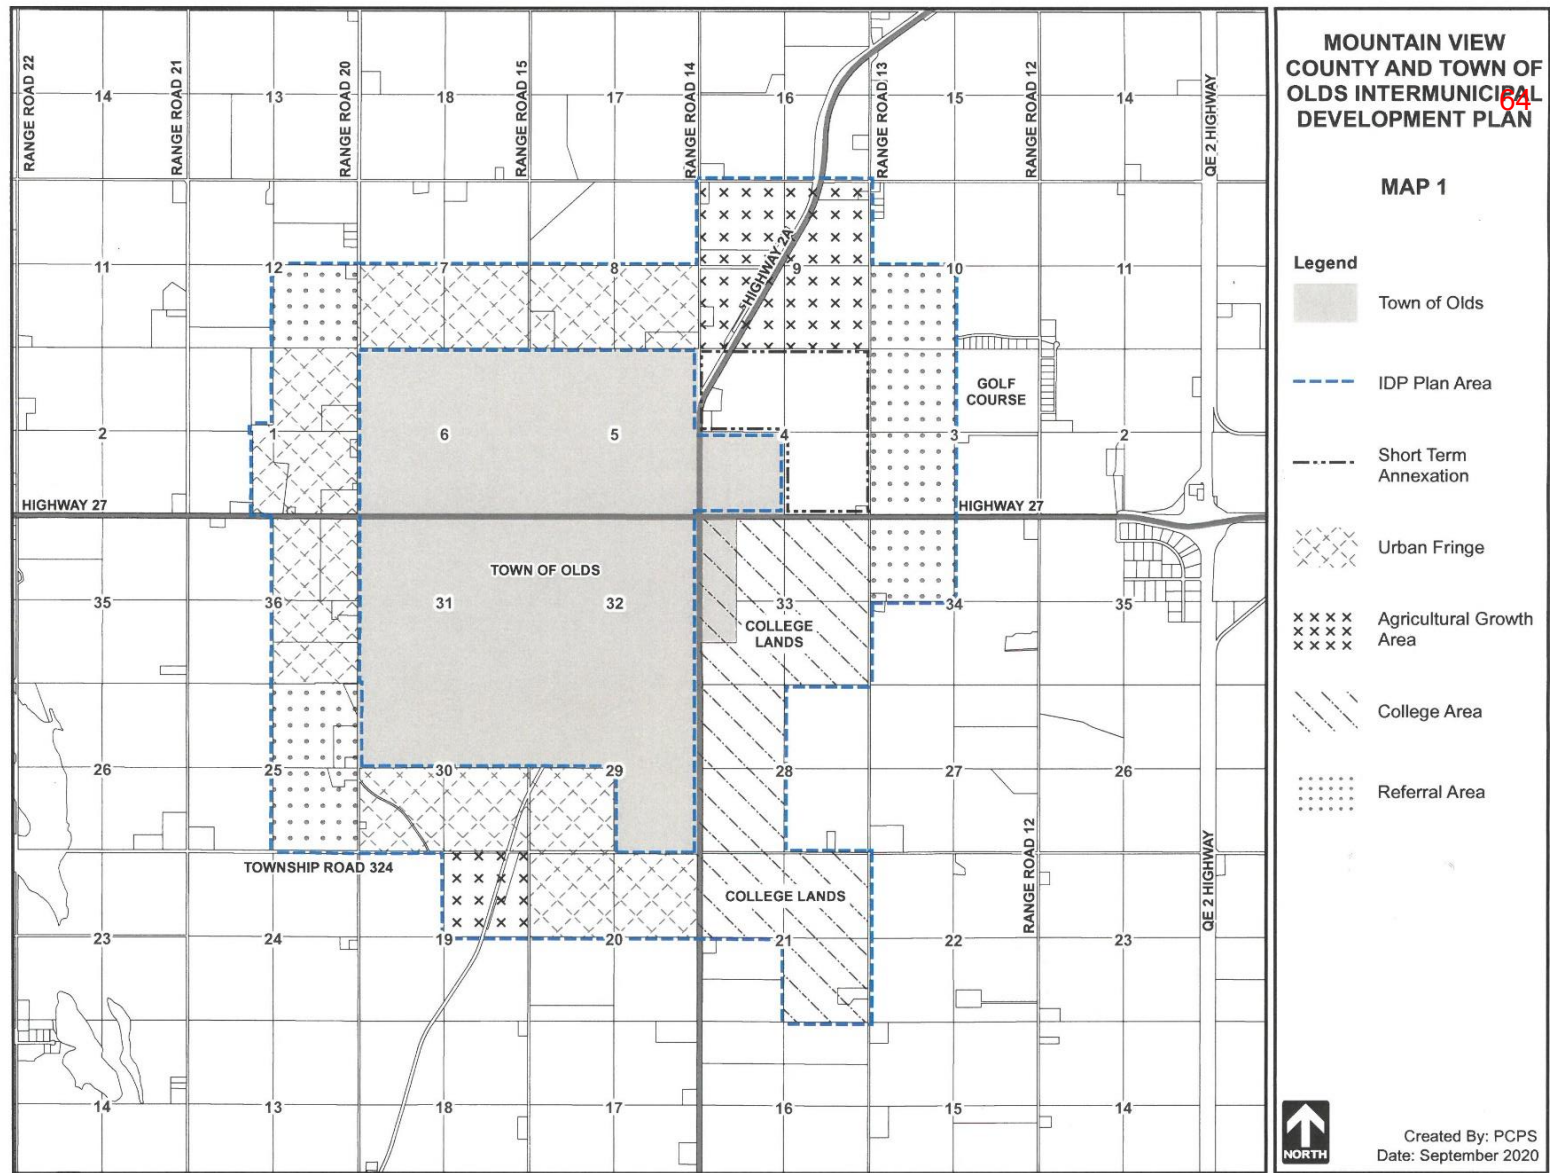 MOUNTAIN VIEW
COUNTY AND TOWN OF
OLDS INTERMUNICIPAL
64
DEVELOPMENT PLAN
MAP 1
Legend
Town of Olds
IDP Plan Area
Short Term
Annexation
Urban Fringe
Agricultural Growth
Area
College Area
Referral Area
NORTH
Created By: PCPS
Date: September 2020
RANGE ROAD 22
RANGE ROAD 21
RANGE ROAD 20
RANGE ROAD 15
RANGE ROAD 14
RANGE ROAD 13
RANGE ROAD 12
QE 2 HIGHWAY
14 13 18 17 16 15 14
HIGHWAY 2A
11 12 7 8 9 10 11
GOLF
COURSE
2 1 6 5 4 3 2
HIGHWAY 27
HIGHWAY 27
TOWN OF OLDS
35 36 31 32 33 34 35
COLLEGE
LANDS
26 25 30 29 28 27 26
RANGE ROAD 12
QE 2 HIGHWAY
TOWNSHIP ROAD 324
COLLEGE LANDS
23 24 19 20 21 22 23
14 13 18 17 16 15 14